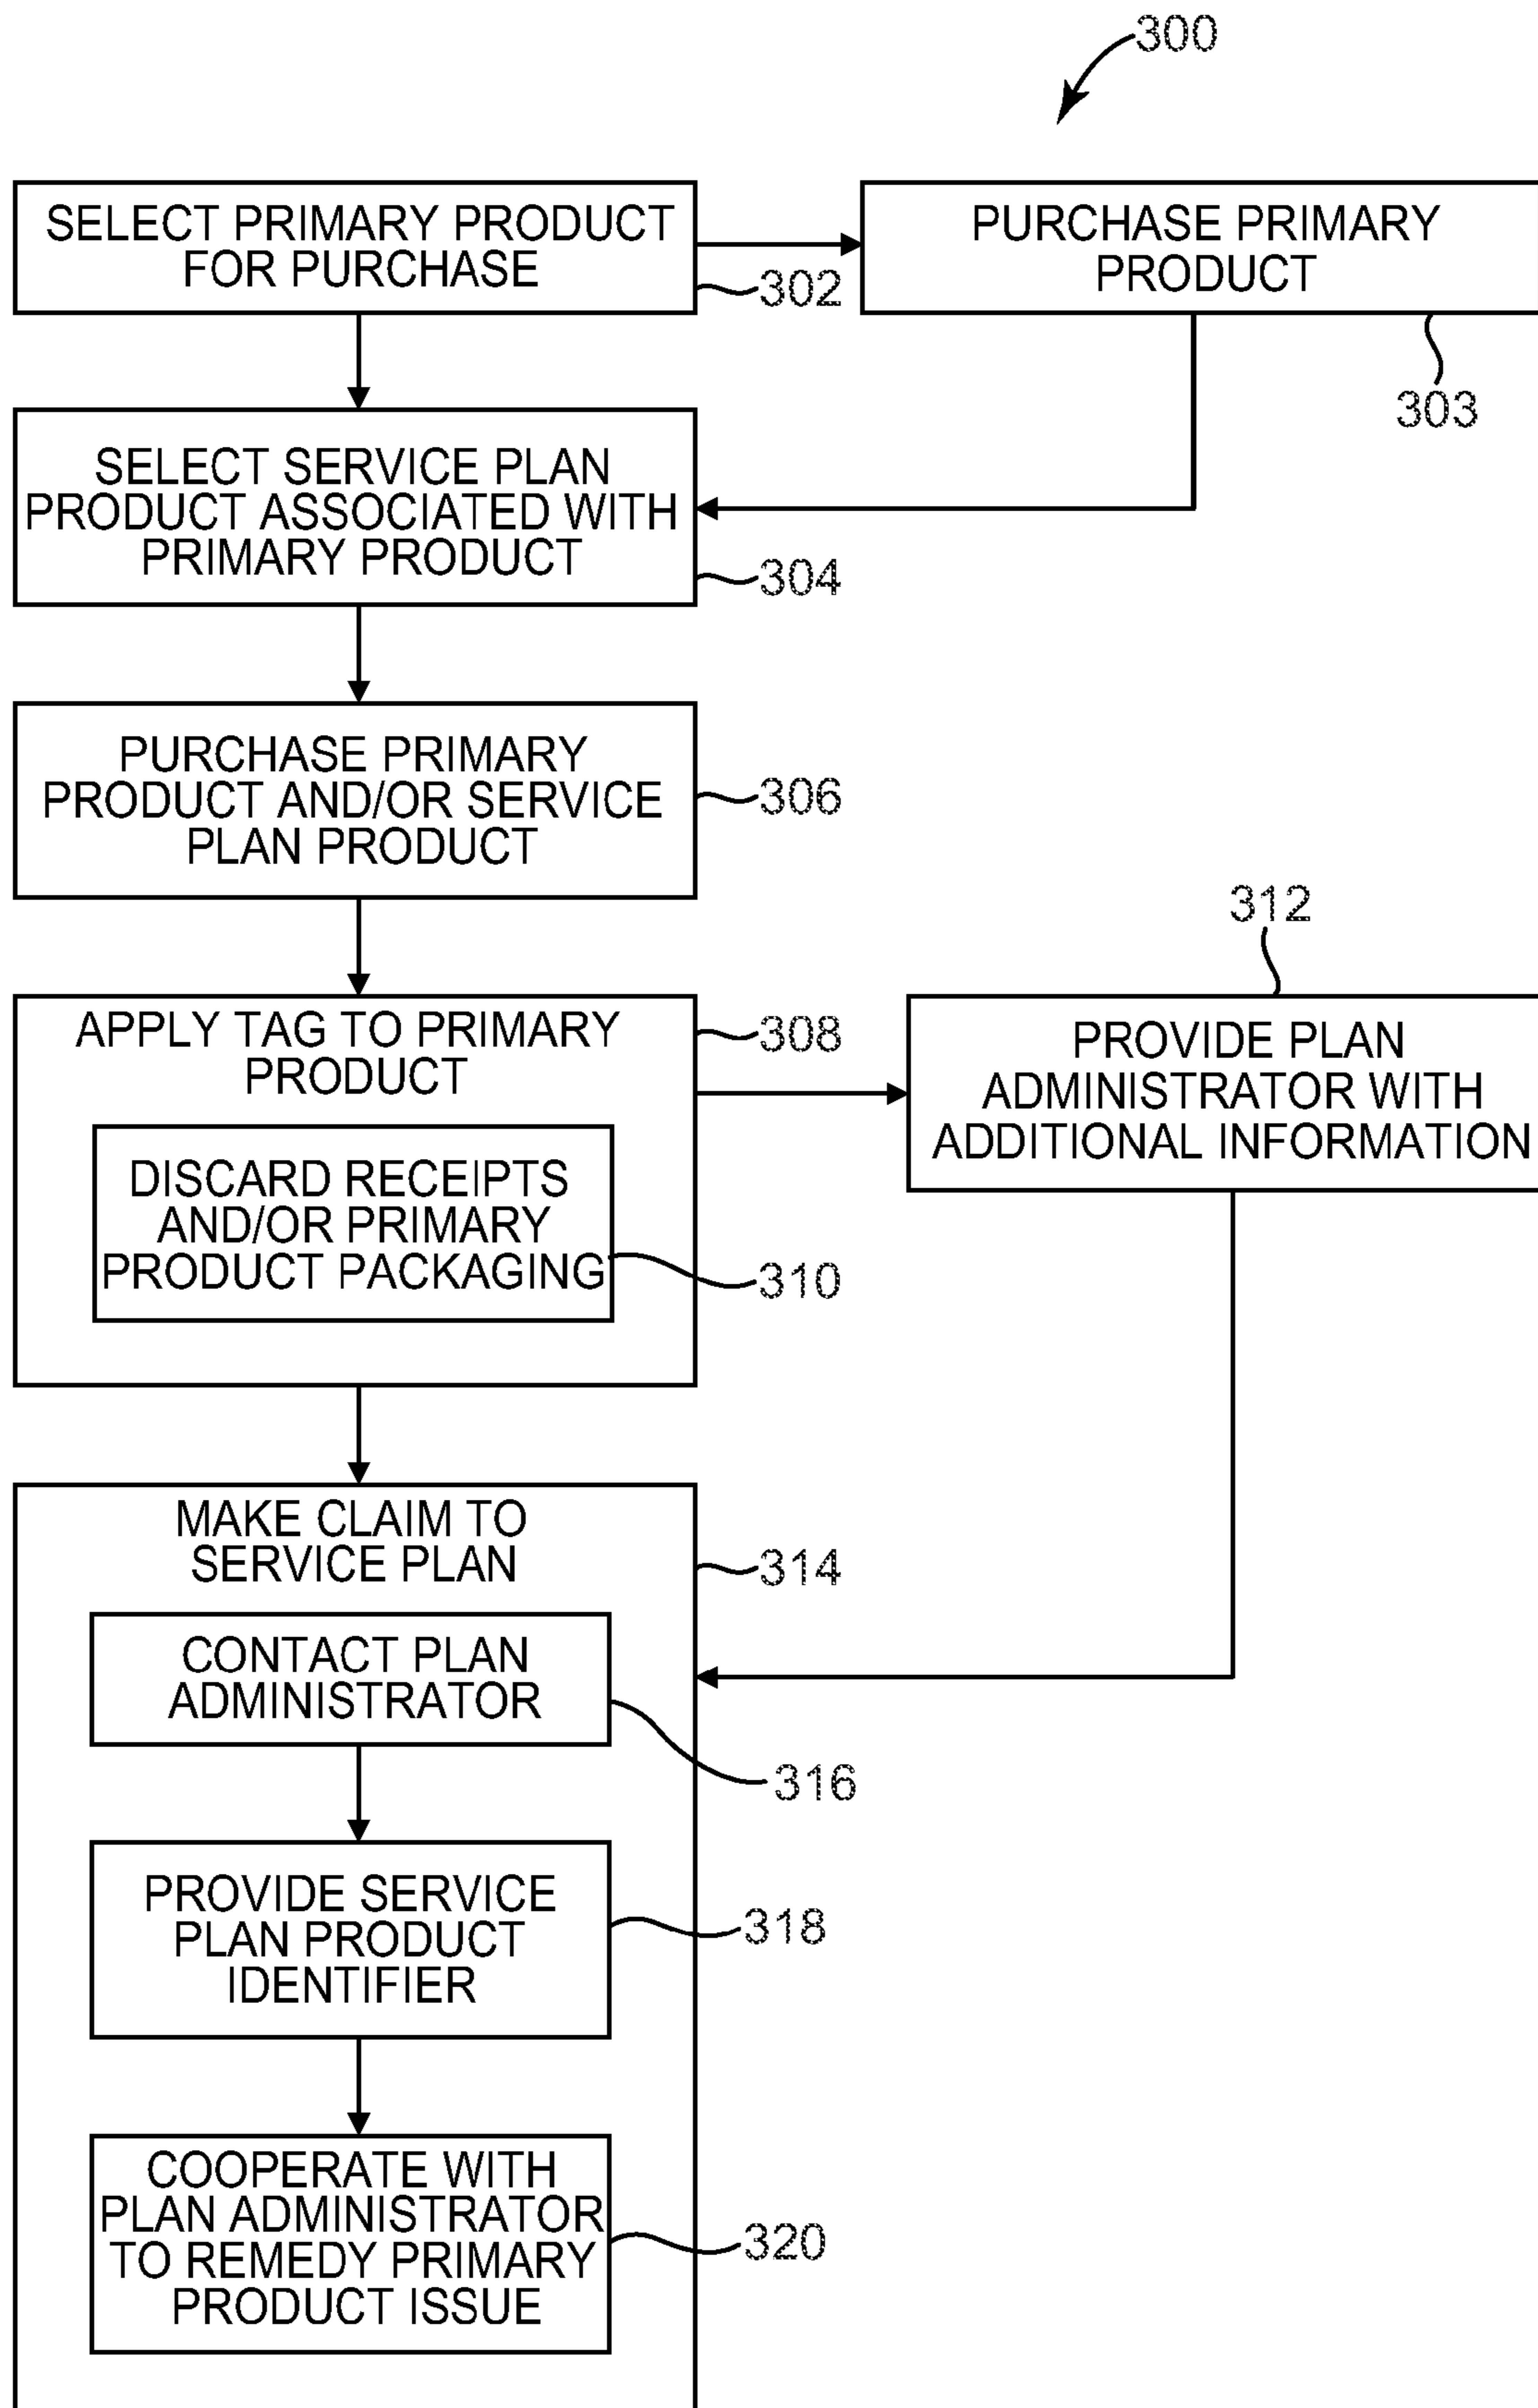 300
SELECT PRIMARY PRODUCT
FOR PURCHASE
302
PURCHASE PRIMARY
PRODUCT
303
SELECT SERVICE PLAN
PRODUCT ASSOCIATED WITH
PRIMARY PRODUCT
304
PURCHASE PRIMARY
PRODUCT AND/OR SERVICE
PLAN PRODUCT
306
APPLY TAG TO PRIMARY
PRODUCT
308
DISCARD RECEIPTS
AND/OR PRIMARY
PRODUCT PACKAGING
310
312
PROVIDE PLAN
ADMINISTRATOR WITH
ADDITIONAL INFORMATION
MAKE CLAIM TO
SERVICE PLAN
314
CONTACT PLAN
ADMINISTRATOR
316
PROVIDE SERVICE
PLAN PRODUCT
IDENTIFIER
318
COOPERATE WITH
PLAN ADMINISTRATOR
TO REMEDY PRIMARY
PRODUCT ISSUE
320